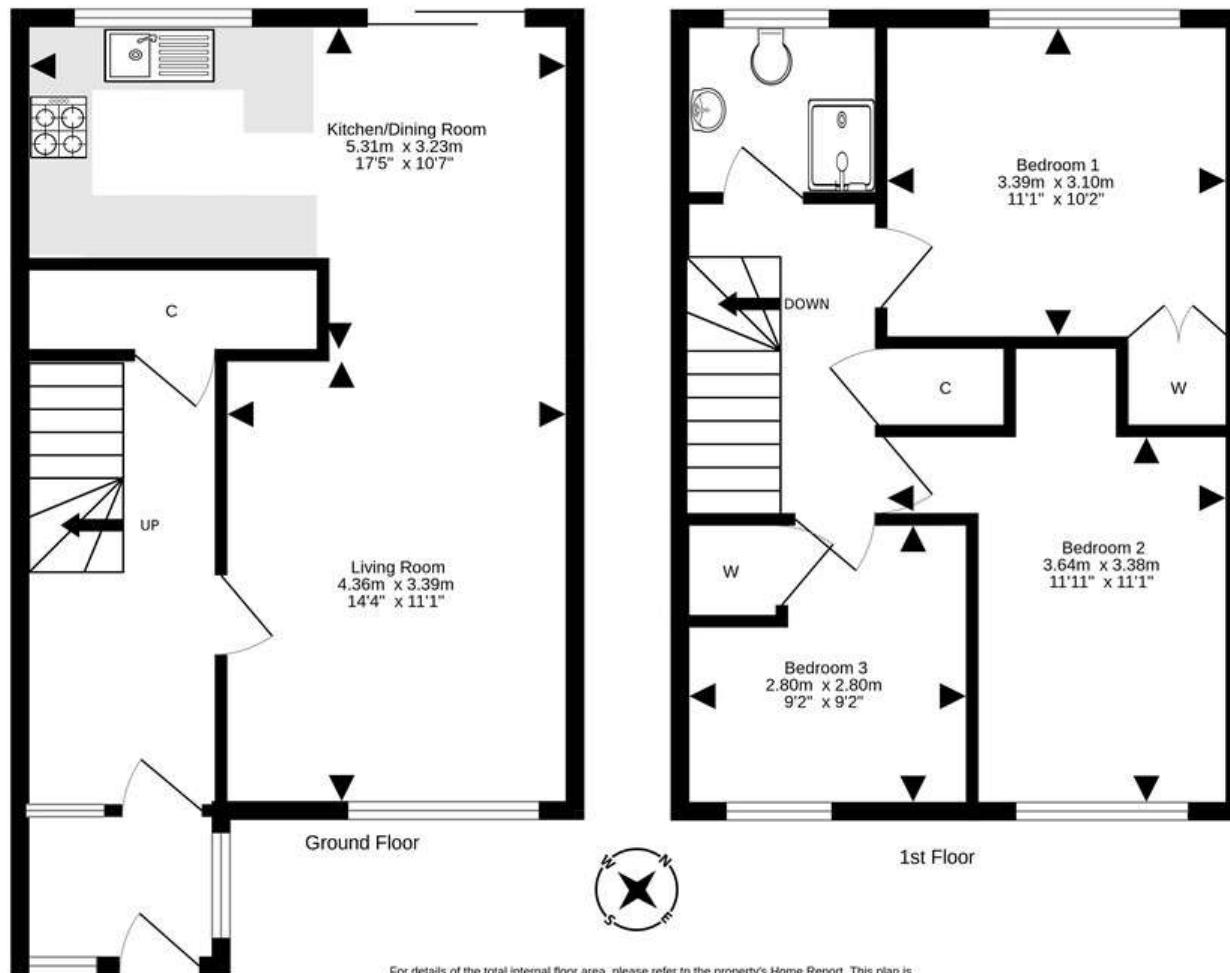 Kitchen/Dining Room
5.31m x 3.23m
17'5" x 10'7"
C
UP
Living Room
4.36m x 3.39m
14'4" x 11'1"
Ground Floor
Bedroom 1
3.39m x 3.10m
11'1" x 10'2"
DOWN
C
W
W
Bedroom 2
3.64m x 3.38m
11'11" x 11'1"
Bedroom 3
2.80m x 2.80m
9'2" x 9'2"
1st Floor
W N
S E
For details of the total internal floor area, please refer to the property's Home Report. This plan is